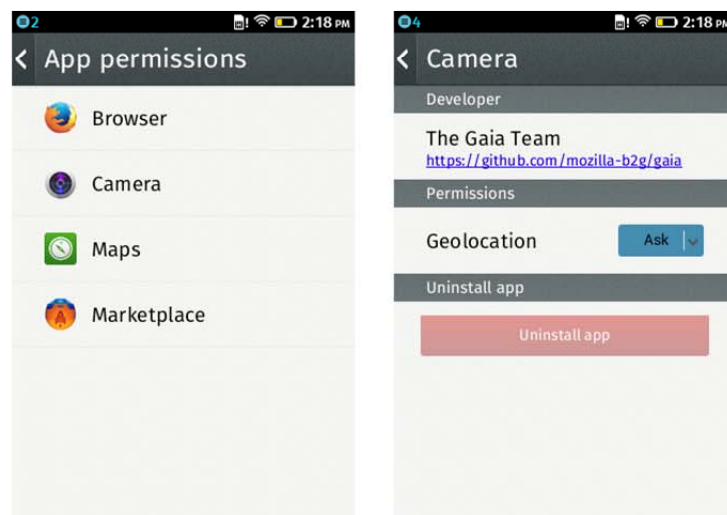 2
2:18 PM
App permissions
Browser
Camera
Maps
Marketplace
4
2:18 PM
Camera
Developer
The Gaia Team
https://github.com/mozilla-b2g/gaia
Permissions
Geolocation
Ask
Uninstall app
Uninstall app